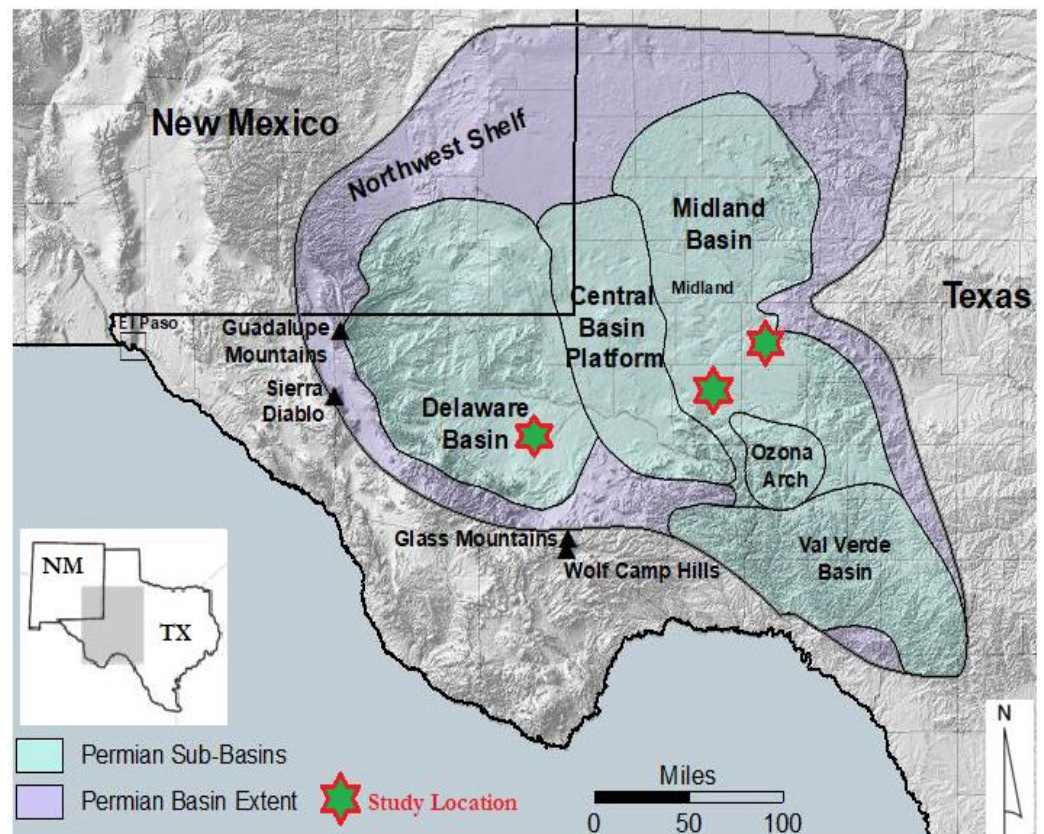 New Mexico
Northwest Shelf
Midland
Basin
Midland
Central
Basin
Platform
Texas
El Paso
Guadalupe
Mountains
Sierra
Diablo
Delaware
Basin
Ozona
Arch
Glass Mountains
Wolf Camp Hills
Val Verde
Basin
NM
TX
N
Permian Sub-Basins
Permian Basin Extent
Study Location
Miles
0 50 100